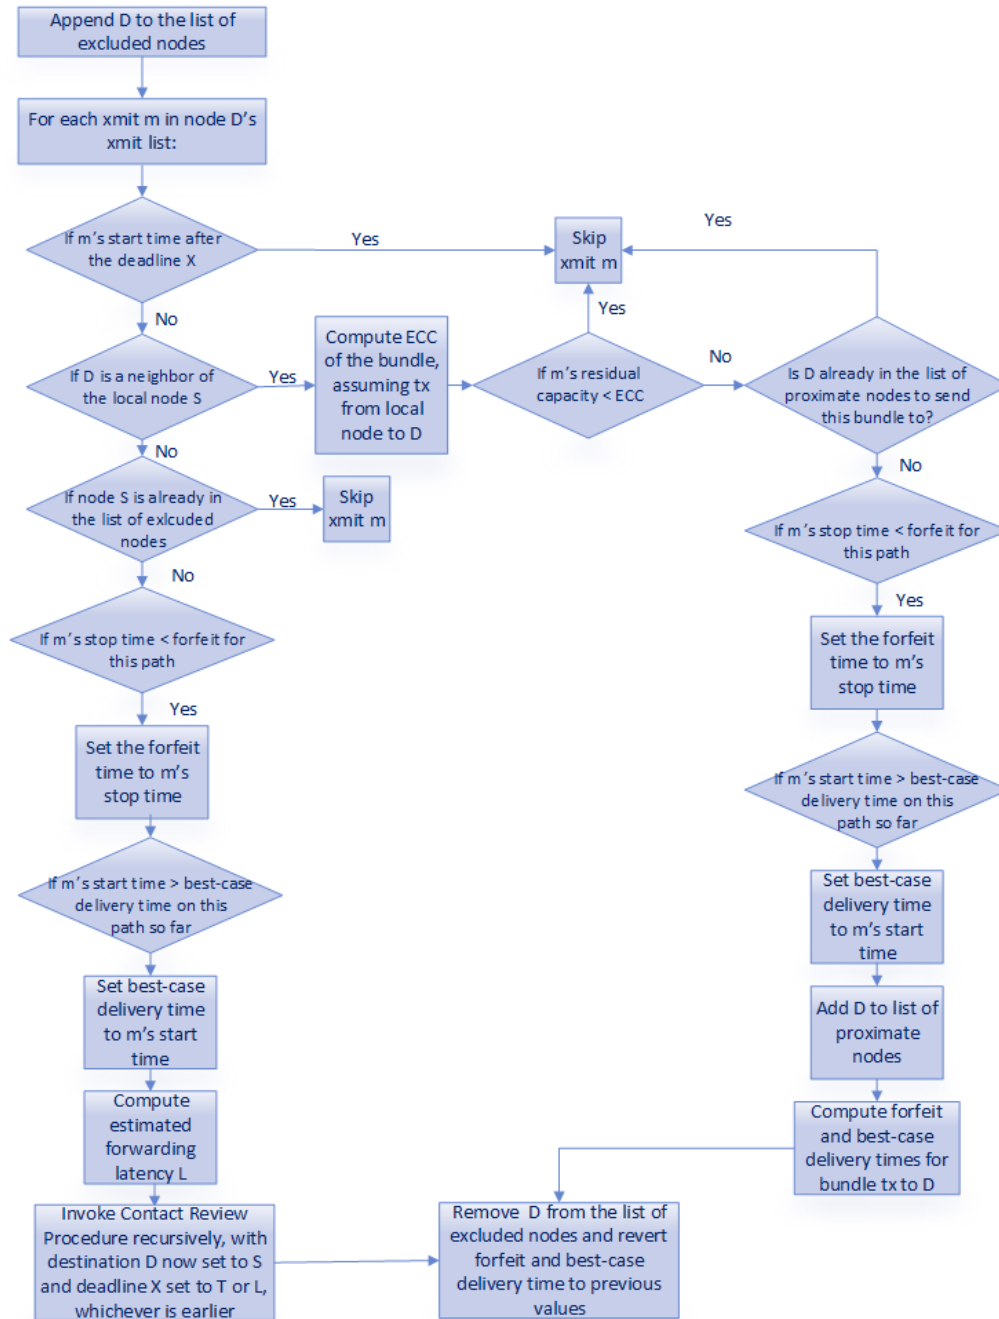 Append D to the list of
excluded nodes
For each xmit m in node D's
xmit list:
If m's start time after
the deadline X
Yes
Skip
xmit m
Yes
No
Yes
If D is a neighbor of
the local node S
Yes
Compute ECC
of the bundle,
assuming tx
from local
node to D
If m's residual
capacity < ECC
No
Is D already in the list of
proximate nodes to send
this bundle to?
No
If node S is already in
the list of exlcuded
nodes
Yes
Skip
xmit m
No
If m's stop time < forfeit for
this path
No
If m's stop time < forfeit for
this path
Yes
Set the forfeit
time to m's
stop time
Yes
Set the forfeit
time to m's
stop time
If m's start time > best-case
delivery time on this
path so far
If m's start time > best-case
delivery time on this
path so far
Set best-case
delivery time
to m's start
time
Set best-case
delivery time
to m's start
time
Add D to list of
proximate
nodes
Compute
estimated
forwarding
latency L
Compute forfeit
and best-case
delivery times for
bundle tx to D
Invoke Contact Review
Procedure recursively, with
destination D now set to S
and deadline X set to T or L,
whichever is earlier
Remove D from the list of
excluded nodes and revert
forfeit and best-case
delivery time to previous
values